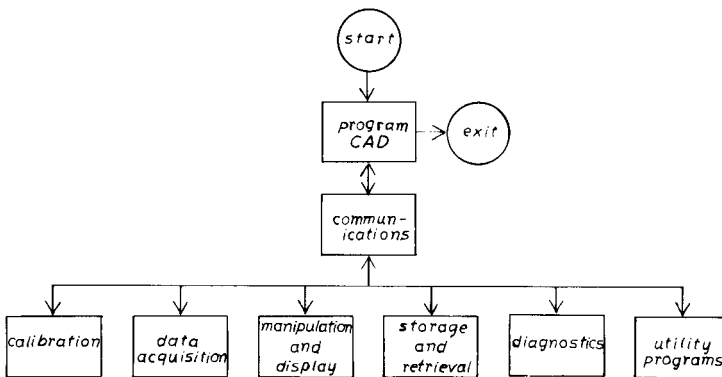 start
program
CAD
exit
commun-
ications
calibration
data
acquisition
manipulation
and
display
storage
and
retrieval
diagnostics
utility
programs